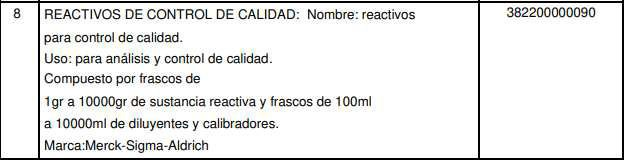 8 REACTIVOS DE CONTROL DE CALIDAD: Nombre: reactivos 382200000090
para control de calidad.
Uso: para análisis y control de calidad.
Compuesto por frascos de
1gr a 10000gr de sustancia reactiva y frascos de 100ml
a 10000ml de diluyentes y calibradores.
Marca:Merck-Sigma-Aldrich